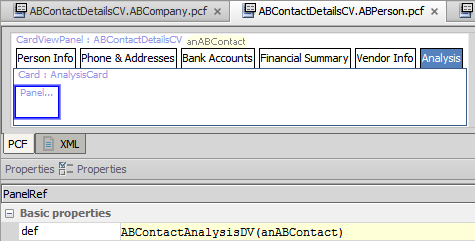 ABContactDetailsCV.ABCompany.pcf ABContactDetailsCV.ABPerson.pcf
CardViewPanel : ABContactDetailsCV anABContact
Person Info Phone & Addresses Bank Accounts Financial Summary Vendor Info Analysis
Card : AnalysisCard
Panel...
PCF XML
Properties Properties
PanelRef
Basic properties
def ABContactAnalysisDV(anABContact)